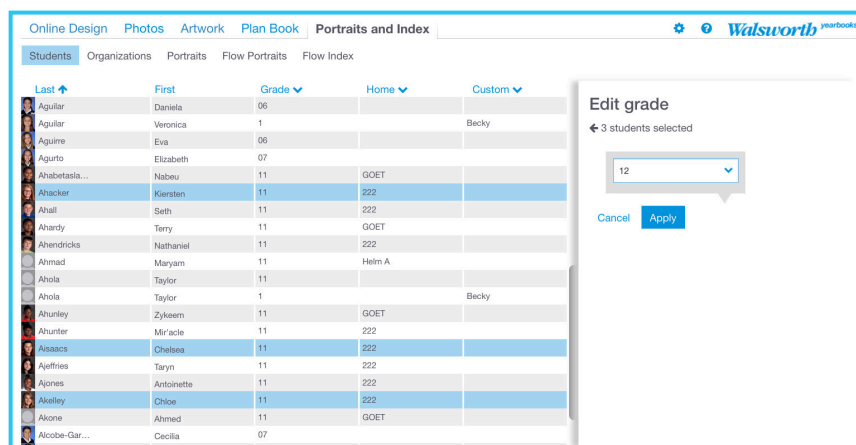 Online Design Photos Artwork Plan Book Portraits and Index Walsworth yearbooks
Students Organizations Portraits Flow Portraits Flow Index
Last First Grade Home Custom
Edit grade
3 students selected
12
Cancel Apply
Aguilar Daniela 06
Aguilar Veronica 1 Becky
Aguirre Eva 06
Agurto Elizabeth 07
Ahabetasla... Nabeu 11 GOET
Ahacker Kiersten 11 222
Ahall Seth 11 222
Ahardy Terry 11 GOET
Ahendricks Nathaniel 11 222
Ahmad Maryam 11 Helm A
Ahola Taylor 11
Ahola Taylor 1 Becky
Ahunley Zykeem 11 GOET
Ahunter Mir'acle 11 222
Aisaacs Chelsea 11 222
Ajeffries Taryn 11 222
Ajones Antoinette 11 222
Akelley Chloe 11 222
Akone Ahmed 11 GOET
Alcobe-Gar... Cecilia 07